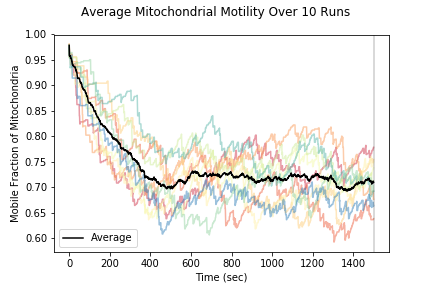 Average Mitochondrial Motility Over 10 Runs
Mobile Fraction of Mitochondria
1.00
0.95
0.90
0.85
0.80
0.75
0.70
0.65
0.60
Average
0 200 400 600 800 1000 1200 1400
Time (sec)